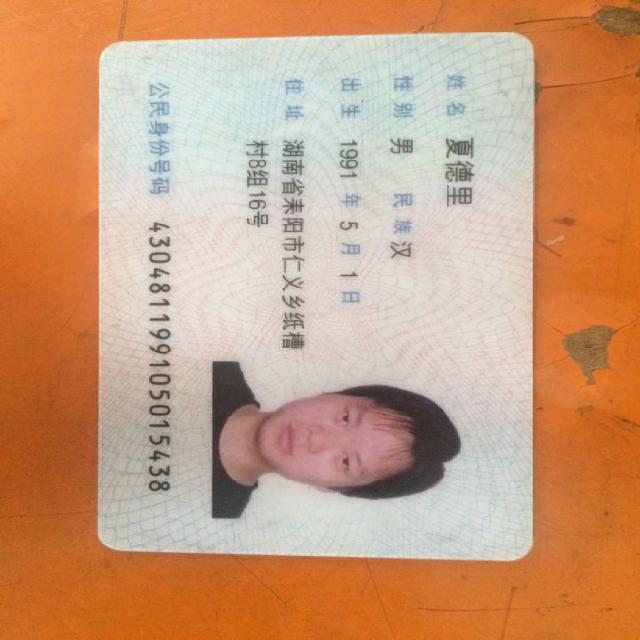 姓名 夏德里
性别 男 民族 汉
出生 1991 年 5 月 1 日
住址 湖南省耒阳市仁义乡纸槽
村8组16号
公民身份号码 430481199105015438